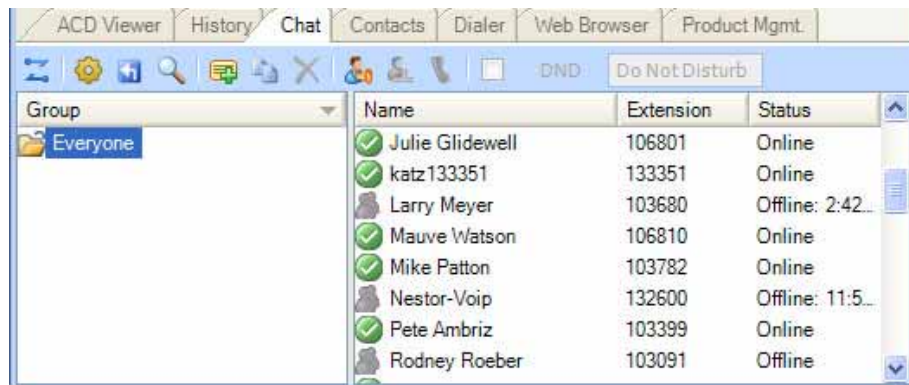 ACD Viewer History Chat Contacts Dialer Web Browser Product Mgmt.
DND Do Not Disturb
Group Name Extension Status
Everyone Julie Glidewell 106801 Online
katz133351 133351 Online
Larry Meyer 103680 Offline: 2:42...
Mauve Watson 106810 Online
Mike Patton 103782 Online
Nestor-Voip 132600 Offline: 11:5...
Pete Ambriz 103399 Online
Rodney Roeber 103091 Offline